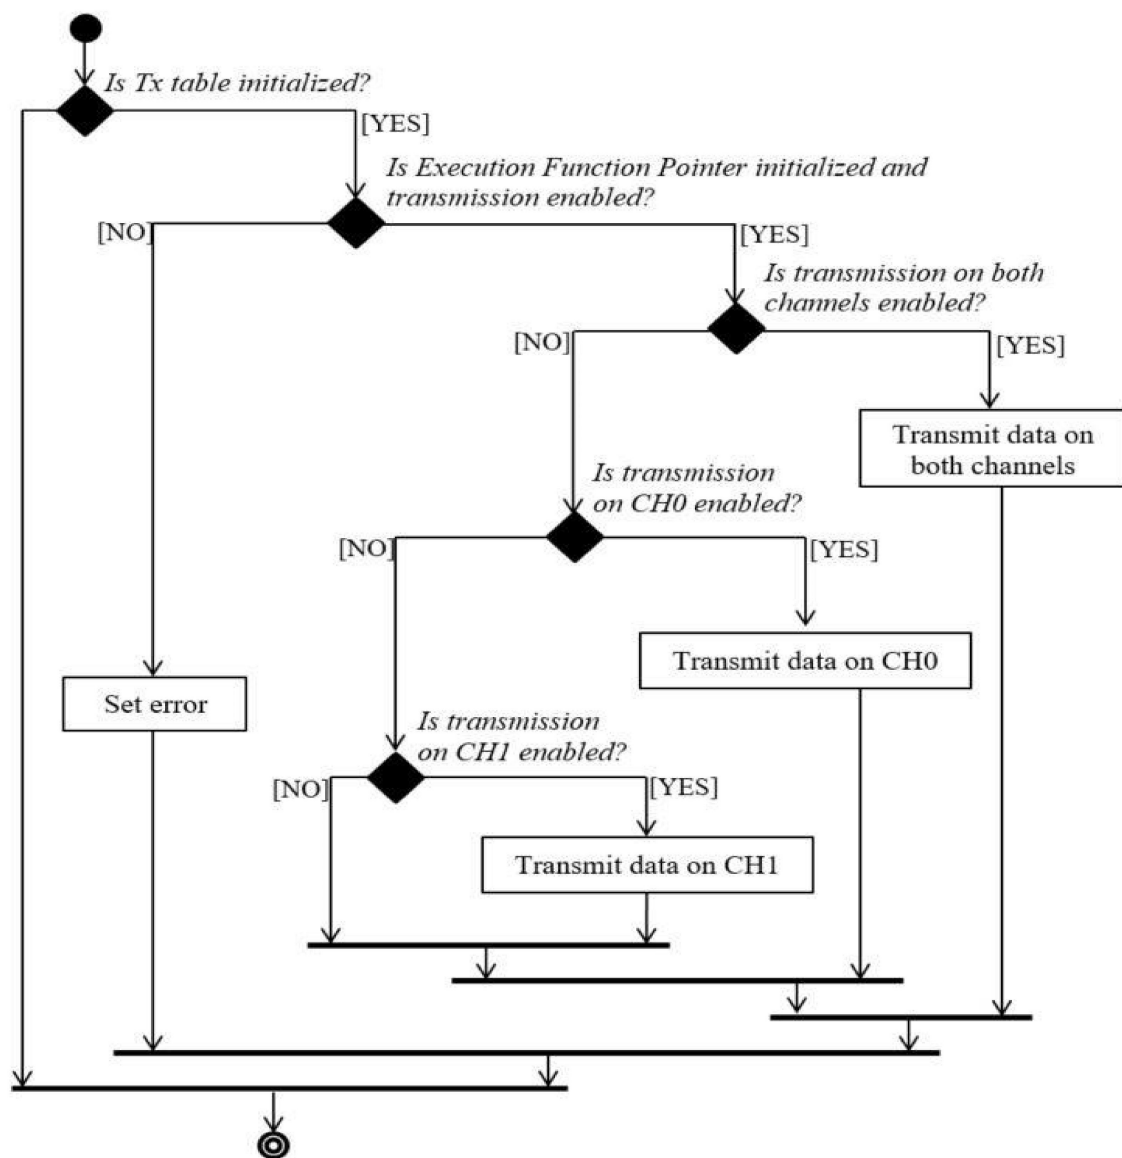 Is Tx table initialized?
[YES]
Is Execution Function Pointer initialized and
transmission enabled?
[NO]
[YES]
Is transmission on both
channels enabled?
[NO]
[YES]
Transmit data on
both channels
Is transmission
on CH0 enabled?
[NO]
[YES]
Transmit data on CH0
Set error
Is transmission
on CH1 enabled?
[NO]
[YES]
Transmit data on CH1